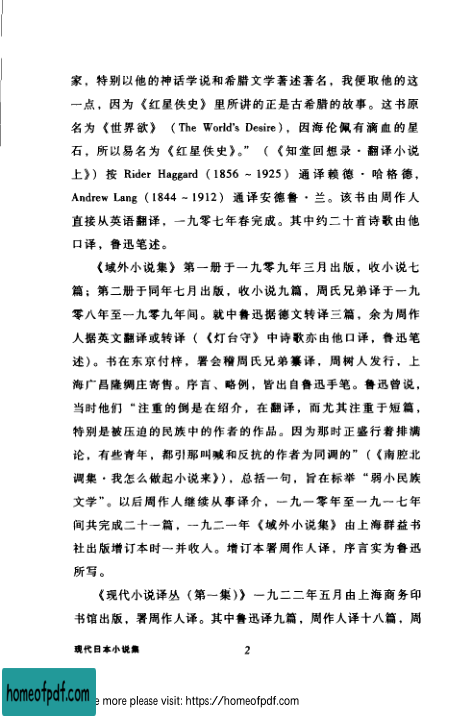 家，特别以他的神话学说和希腊文学著述著名，我便取他的这
一点，因为《红星佚史》里所讲的正是古希腊的故事。这书原
名为《世界欲》（The World's Desire），因海伦佩有滴血的星
石，所以易名为《红星佚史》。”（《知堂回想录·翻译小说
上》）按 Rider Haggard（1856～1925）通译赖德·哈格德，
Andrew Lang（1844～1912）通译安德鲁·兰。该书由周作人
直接从英语翻译，一九零七年春完成。其中约二十首诗歌由他
口译，鲁迅笔述。
《域外小说集》第一册于一九零九年三月出版，收小说七
篇；第二册于同年七月出版，收小说九篇，周氏兄弟译于一九
零八年至一九零九年间。就中鲁迅据德文转译三篇，余为周作
人据英文翻译或转译（《灯台守》中诗歌亦由他口译，鲁迅笔
述）。书在东京付梓，署会稽周氏兄弟纂译，周树人发行，上
海广昌隆绸庄寄售。序言、略例，皆出自鲁迅手笔。鲁迅曾说，
当时他们“注重的倒是在绍介，在翻译，而尤其注重于短篇，
特别是被压迫的民族中的作者的作品。因为那时正盛行着排满
论，有些青年，都引那叫喊和反抗的作者为同调的”（《南腔北
调集·我怎么做起小说来》），总括一句，旨在标举“弱小民族
文学”。以后周作人继续从事译介，一九一零年至一九一七年
间共完成二十一篇，一九二一年《域外小说集》由上海群益书
社出版增订本时一并收入。增订本署周作人译，序言实为鲁迅
所写。
《现代小说译丛（第一集）》一九二二年五月由上海商务印
书馆出版，署周作人译。其中鲁迅译九篇，周作人译十八篇，周
现代日本小说集 2
homeofpdf.com
e more please visit: https://homeofpdf.com